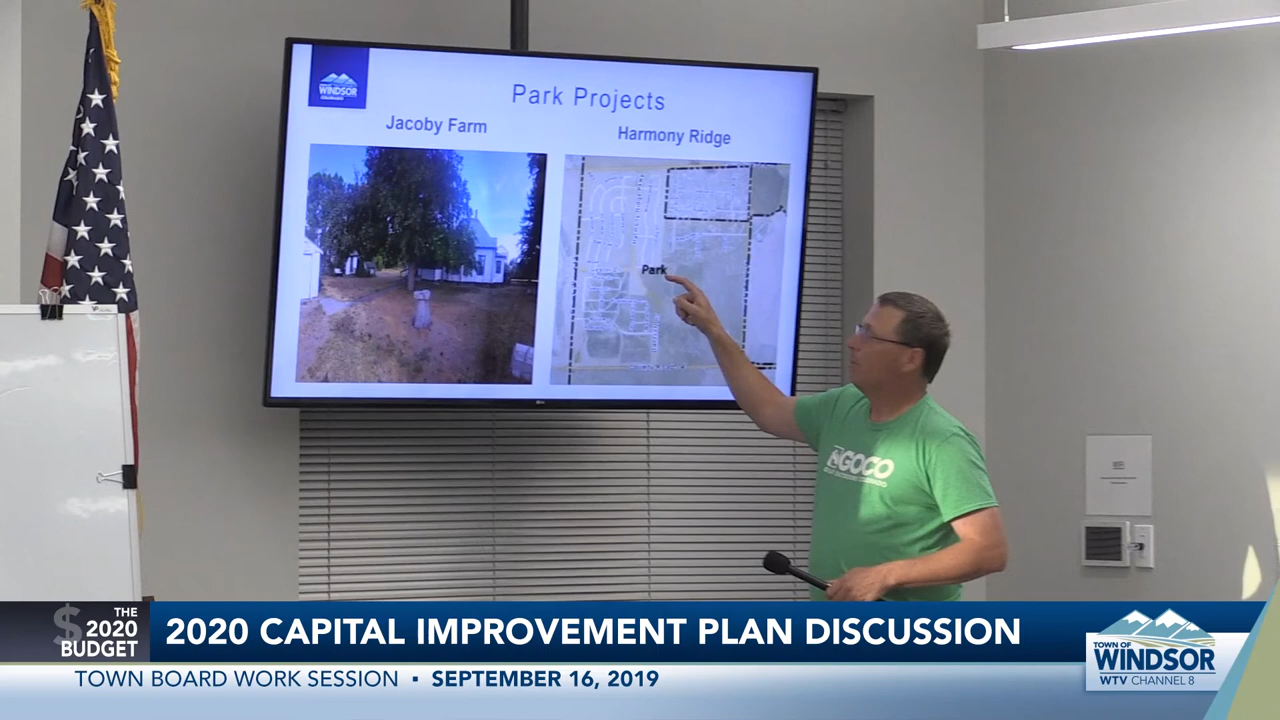 WINDSOR
COLORADO
Park Projects
Jacoby Farm
Harmony Ridge
Park
GOCO
THE
$ 2020
BUDGET
2020 CAPITAL IMPROVEMENT PLAN DISCUSSION
TOWN BOARD WORK SESSION ▪ SEPTEMBER 16, 2019
TOWN OF
WINDSOR
WTV CHANNEL 8